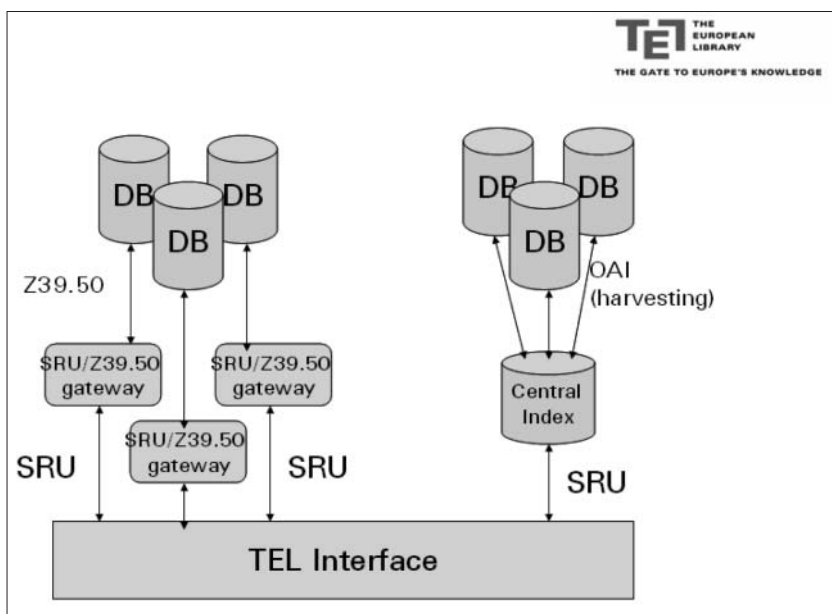 TEL THE
EUROPEAN
LIBRARY
THE GATE TO EUROPE'S KNOWLEDGE
DB
DB
DB
DB
DB
DB
Z39.50
OAI
(harvesting)
SRU/Z39.50
gateway
SRU/Z39.50
gateway
SRU/Z39.50
gateway
Central
Index
SRU
SRU
SRU
TEL Interface